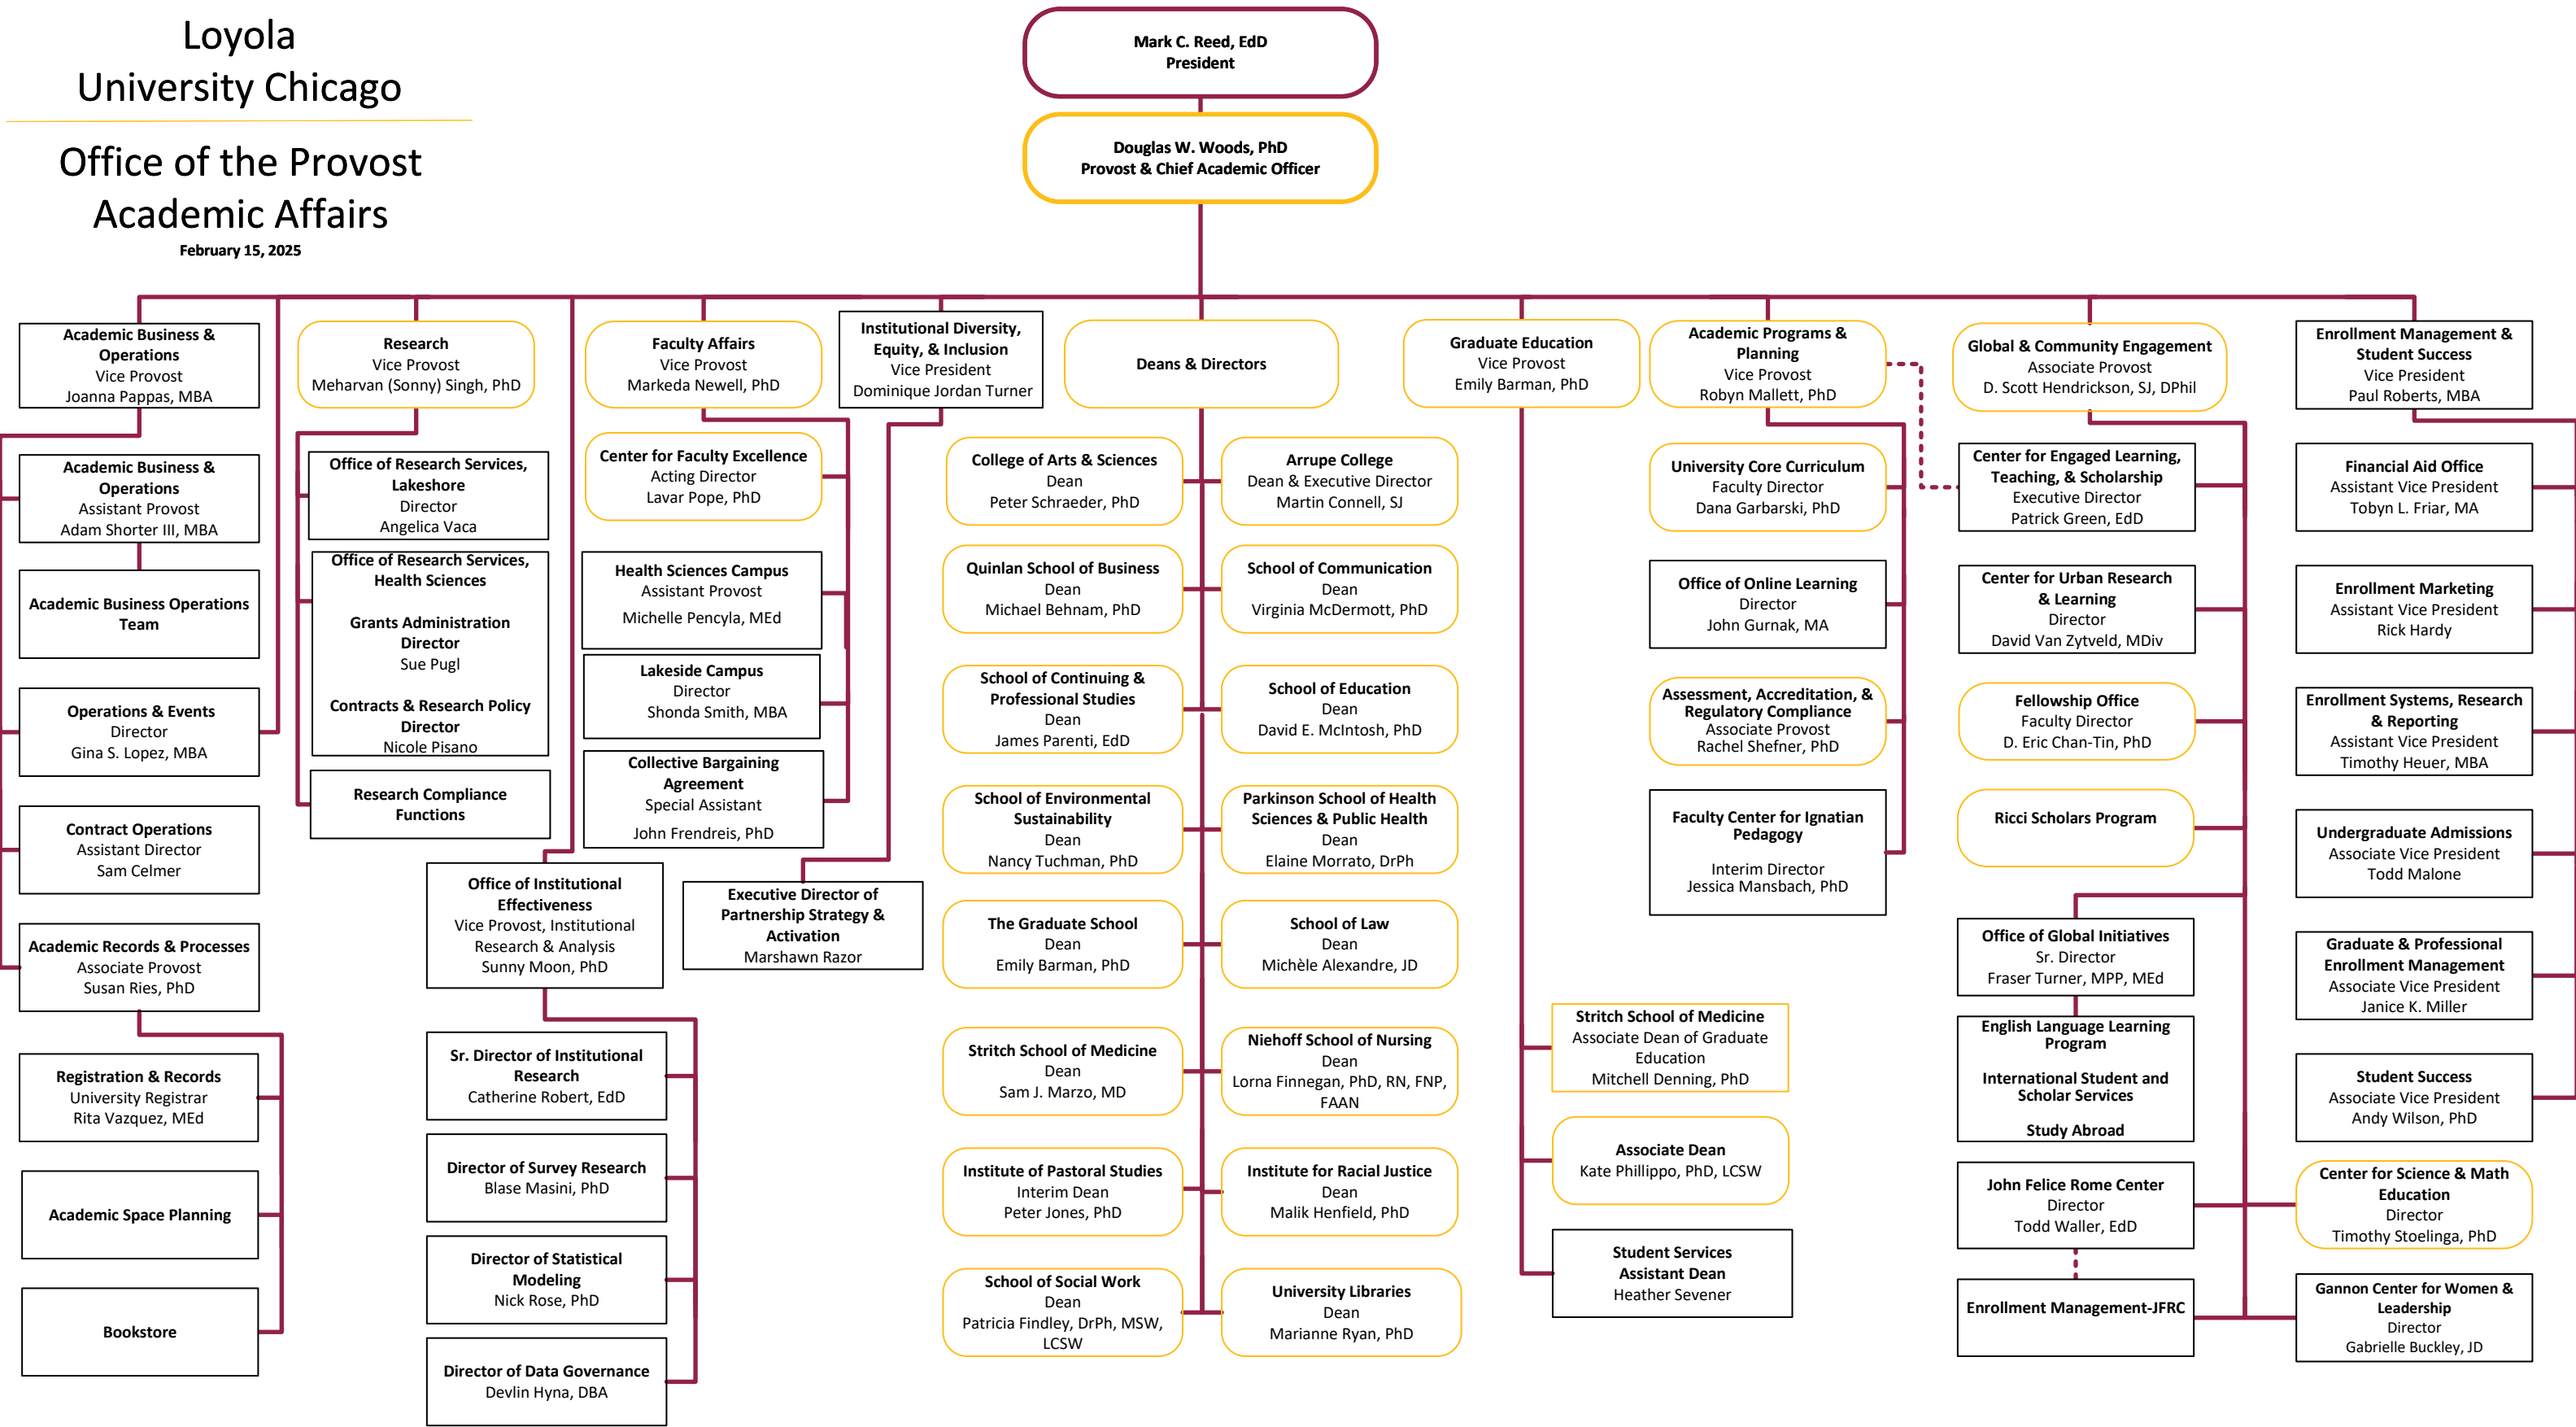 Loyola
University Chicago
Office of the Provost
Academic Affairs
February 15, 2025
Mark C. Reed, EdD
President
Douglas W. Woods, PhD
Provost & Chief Academic Officer
Academic Business &
Operations
Vice Provost
Joanna Pappas, MBA
Academic Business &
Operations
Assistant Provost
Adam Shorter III, MBA
Academic Business Operations
Team
Operations & Events
Director
Gina S. Lopez, MBA
Contract Operations
Assistant Director
Sam Celmer
Academic Records & Processes
Associate Provost
Susan Ries, PhD
Registration & Records
University Registrar
Rita Vazquez, MEd
Academic Space Planning
Bookstore
Research
Vice Provost
Meharvan (Sonny) Singh, PhD
Office of Research Services,
Lakeshore
Director
Angelica Vaca
Office of Research Services,
Health Sciences
Grants Administration
Director
Sue Pugl
Contracts & Research Policy
Director
Nicole Pisano
Research Compliance
Functions
Office of Institutional
Effectiveness
Vice Provost, Institutional
Research & Analysis
Sunny Moon, PhD
Sr. Director of Institutional
Research
Catherine Robert, EdD
Director of Survey Research
Blase Masini, PhD
Director of Statistical
Modeling
Nick Rose, PhD
Director of Data Governance
Devlin Hyna, DBA
Faculty Affairs
Vice Provost
Markeda Newell, PhD
Center for Faculty Excellence
Acting Director
Lavar Pope, PhD
Health Sciences Campus
Assistant Provost
Michelle Pencyla, MEd
Lakeside Campus
Director
Shonda Smith, MBA
Collective Bargaining
Agreement
Special Assistant
John Frendreis, PhD
Institutional Diversity,
Equity, & Inclusion
Vice President
Dominique Jordan Turner
Executive Director of
Partnership Strategy &
Activation
Marshawn Razor
Deans & Directors
College of Arts & Sciences
Dean
Peter Schraeder, PhD
Arrupe College
Dean & Executive Director
Martin Connell, SJ
Quinlan School of Business
Dean
Michael Behnam, PhD
School of Communication
Dean
Virginia McDermott, PhD
School of Continuing &
Professional Studies
Dean
James Parenti, EdD
School of Education
Dean
David E. McIntosh, PhD
School of Environmental
Sustainability
Dean
Nancy Tuchman, PhD
Parkinson School of Health
Sciences & Public Health
Dean
Elaine Morrato, DrPh
The Graduate School
Dean
Emily Barman, PhD
School of Law
Dean
Michèle Alexandre, JD
Stritch School of Medicine
Dean
Sam J. Marzo, MD
Niehoff School of Nursing
Dean
Lorna Finnegan, PhD, RN, FNP,
FAAN
Institute of Pastoral Studies
Interim Dean
Peter Jones, PhD
Institute for Racial Justice
Dean
Malik Henfield, PhD
School of Social Work
Dean
Patricia Findley, DrPh, MSW,
LCSW
University Libraries
Dean
Marianne Ryan, PhD
Graduate Education
Vice Provost
Emily Barman, PhD
Stritch School of Medicine
Associate Dean of Graduate
Education
Mitchell Denning, PhD
Associate Dean
Kate Phillippo, PhD, LCSW
Student Services
Assistant Dean
Heather Sevener
Academic Programs &
Planning
Vice Provost
Robyn Mallett, PhD
University Core Curriculum
Faculty Director
Dana Garbarski, PhD
Office of Online Learning
Director
John Gurnak, MA
Assessment, Accreditation, &
Regulatory Compliance
Associate Provost
Rachel Shefner, PhD
Faculty Center for Ignatian
Pedagogy
Interim Director
Jessica Mansbach, PhD
Global & Community Engagement
Associate Provost
D. Scott Hendrickson, SJ, DPhil
Center for Engaged Learning,
Teaching, & Scholarship
Executive Director
Patrick Green, EdD
Center for Urban Research
& Learning
Director
David Van Zytveld, MDiv
Fellowship Office
Faculty Director
D. Eric Chan-Tin, PhD
Ricci Scholars Program
Office of Global Initiatives
Sr. Director
Fraser Turner, MPP, MEd
English Language Learning
Program
International Student and
Scholar Services
Study Abroad
John Felice Rome Center
Director
Todd Waller, EdD
Enrollment Management-JFRC
Enrollment Management &
Student Success
Vice President
Paul Roberts, MBA
Financial Aid Office
Assistant Vice President
Tobyn L. Friar, MA
Enrollment Marketing
Assistant Vice President
Rick Hardy
Enrollment Systems, Research
& Reporting
Assistant Vice President
Timothy Heuer, MBA
Undergraduate Admissions
Associate Vice President
Todd Malone
Graduate & Professional
Enrollment Management
Associate Vice President
Janice K. Miller
Student Success
Associate Vice President
Andy Wilson, PhD
Center for Science & Math
Education
Director
Timothy Stoelinga, PhD
Gannon Center for Women &
Leadership
Director
Gabrielle Buckley, JD